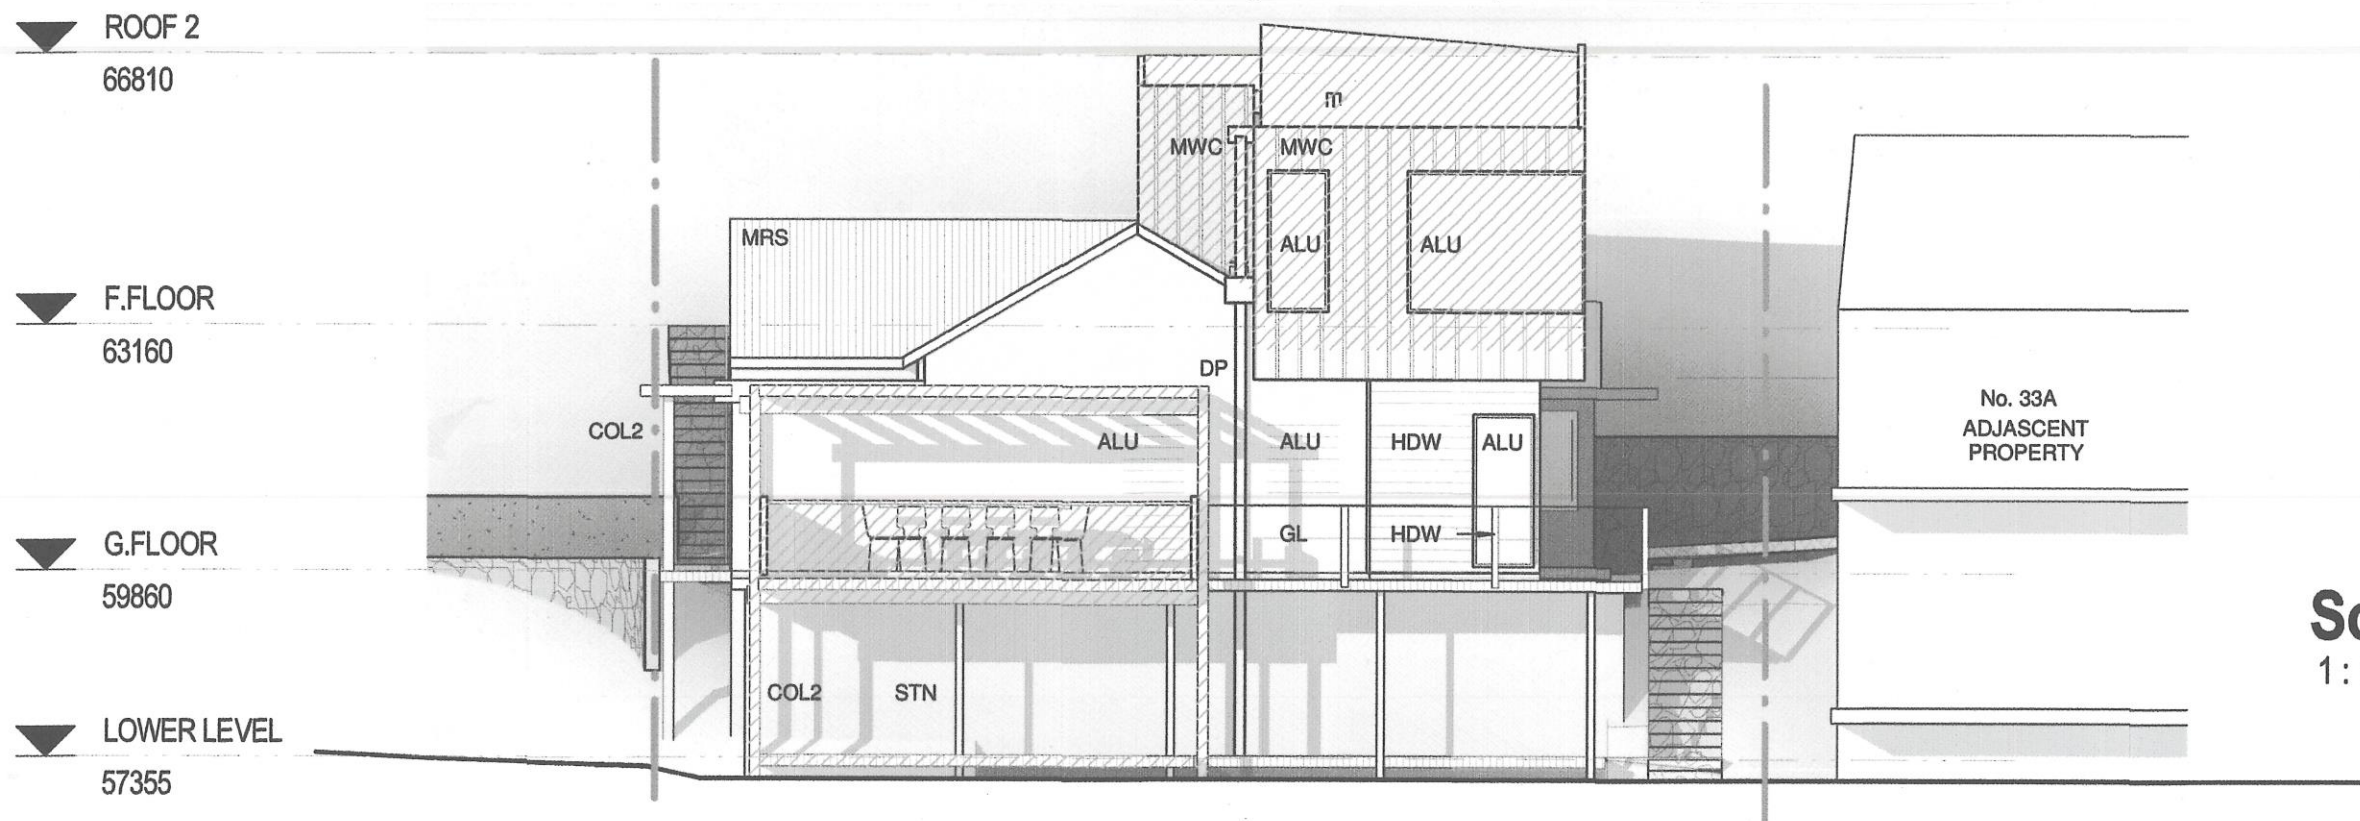 ROOF 2
66810
m
MWC
MWC
MRS
ALU
ALU
F.FLOOR
63160
DP
No. 33A
ADJASCENT
PROPERTY
COL2
ALU
ALU
HDW
ALU
G.FLOOR
59860
GL
HDW
COL2
STN
LOWER LEVEL
57355
1: